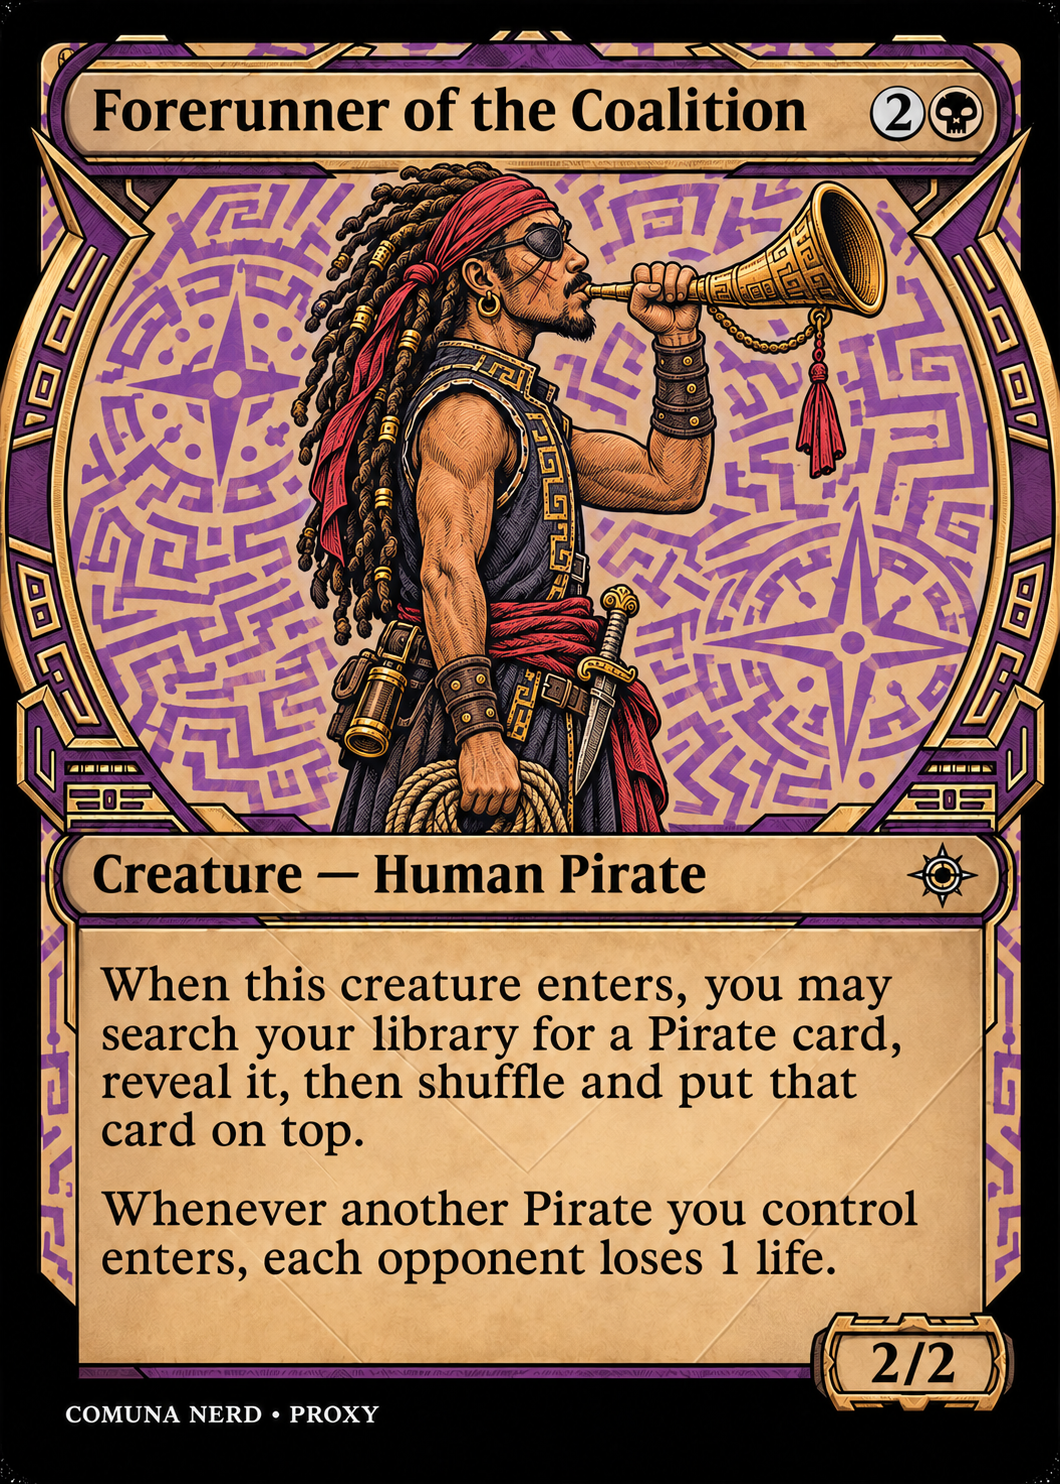 Forerunner of the Coalition 2
Creature — Human Pirate
When this creature enters, you may
search your library for a Pirate card,
reveal it, then shuffle and put that
card on top.
Whenever another Pirate you control
enters, each opponent loses 1 life.
2/2
COMUNA NERD • PROXY